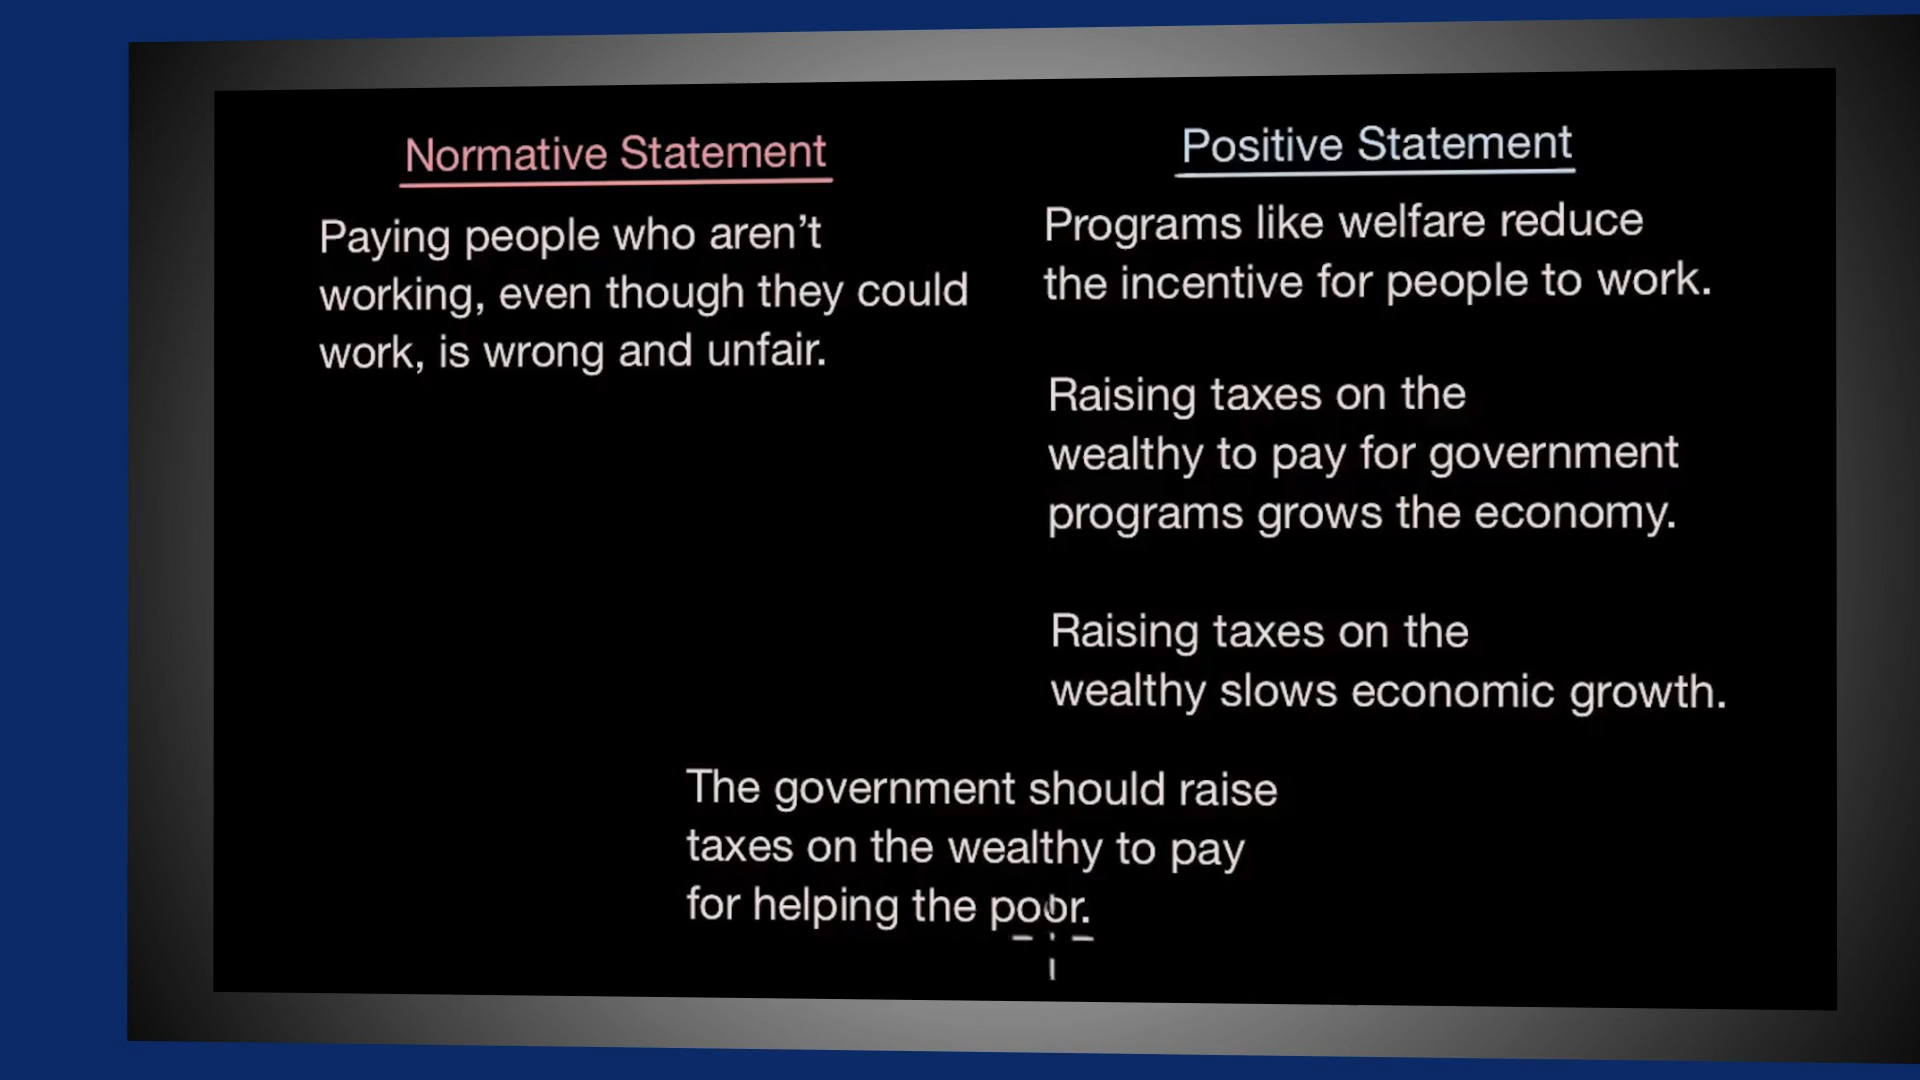 Normative Statement
Paying people who aren’t
working, even though they could
work, is wrong and unfair.
Positive Statement
Programs like welfare reduce
the incentive for people to work.
Raising taxes on the
wealthy to pay for government
programs grows the economy.
Raising taxes on the
wealthy slows economic growth.
The government should raise
taxes on the wealthy to pay
for helping the poor.